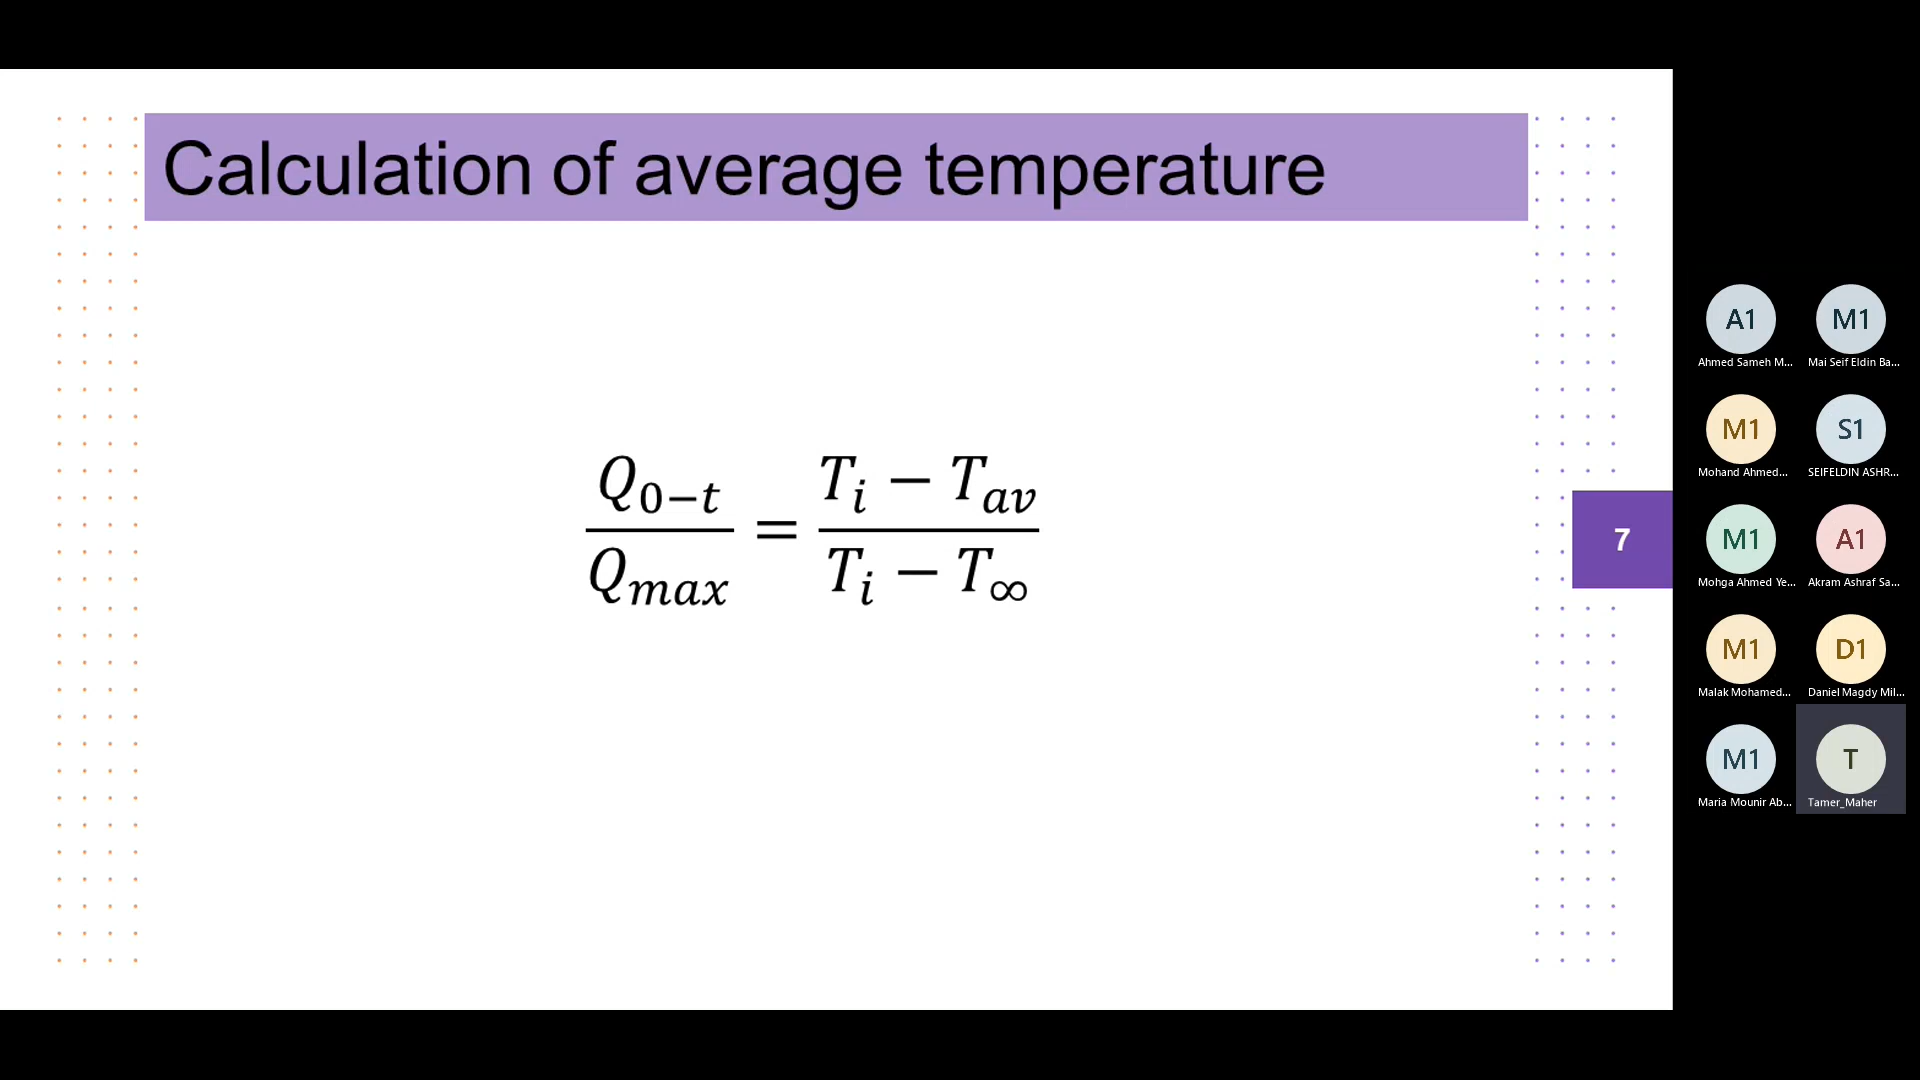 Calculation of average temperature
Q₀₋ₜ / Qₘₐₓ = (Tᵢ − T_av) / (Tᵢ − T_∞)
7
A1
M1
Ahmed Sameh M...
Mai Seif Eldin Ba...
M1
S1
Mohand Ahmed...
SEIFELDIN ASHR...
M1
A1
Mohga Ahmed Ye...
Akram Ashraf Sa...
M1
D1
Malak Mohamed...
Daniel Magdy Mil...
M1
T
Maria Mounir Ab...
Tamer_Maher